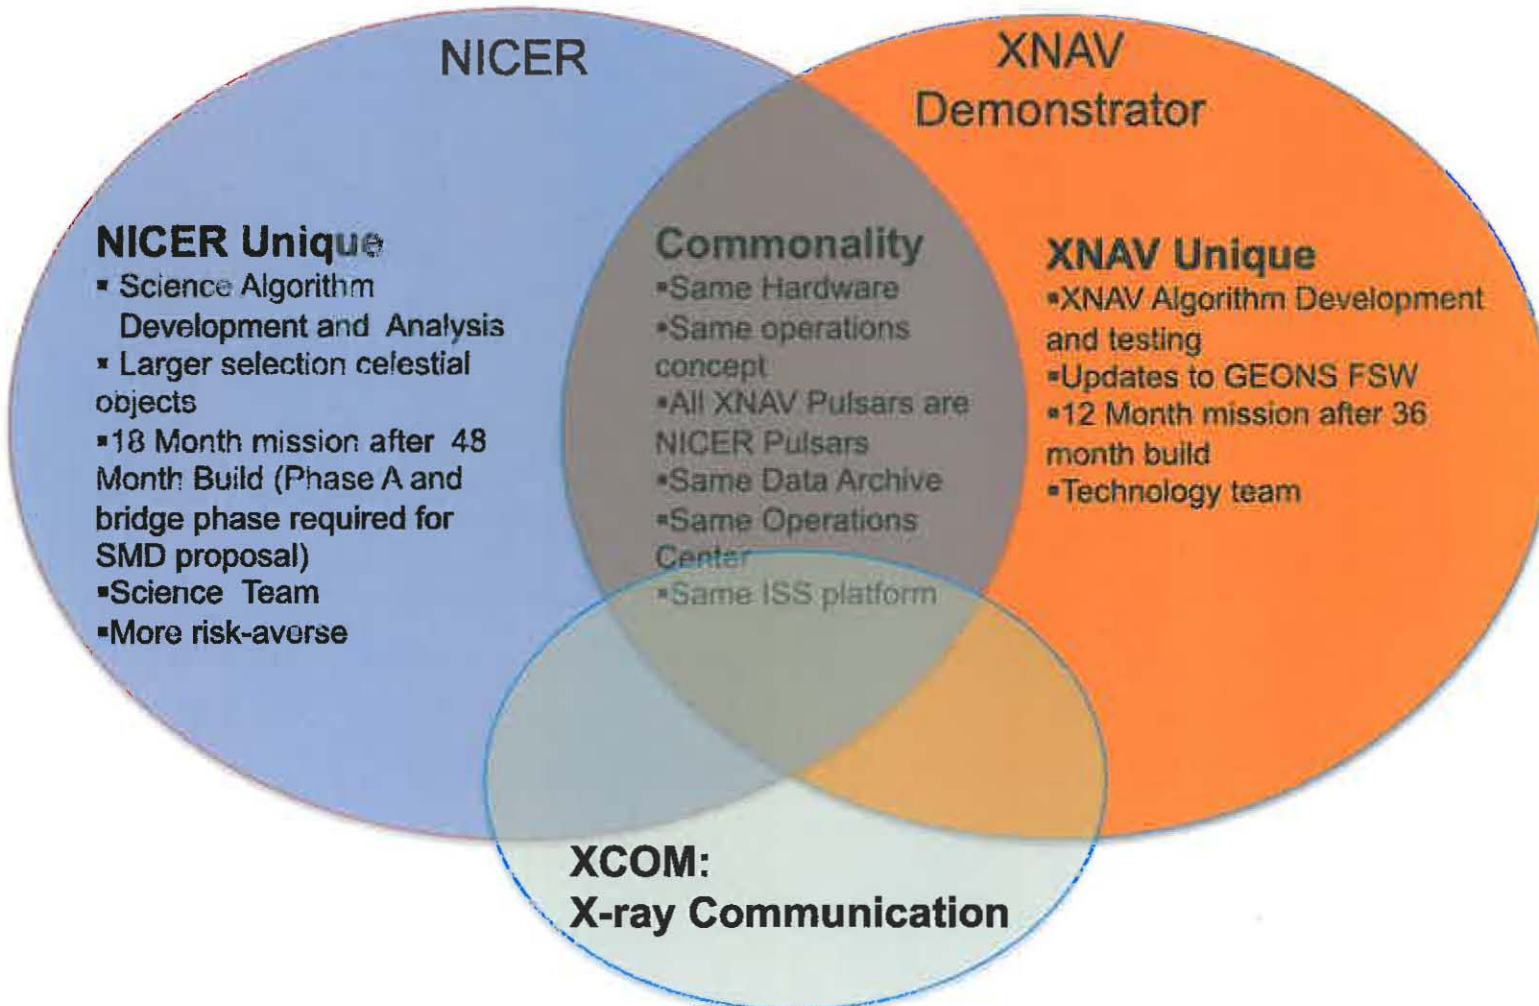 NICER
XNAV
Demonstrator
NICER Unique
▪ Science Algorithm
Development and Analysis
▪ Larger selection celestial
objects
▪18 Month mission after 48
Month Build (Phase A and
bridge phase required for
SMD proposal)
▪Science Team
▪More risk-averse
Commonality
▪Same Hardware
▪Same operations
concept
▪All XNAV Pulsars are
NICER Pulsars
▪Same Data Archive
▪Same Operations
Center
▪Same ISS platform
XNAV Unique
▪XNAV Algorithm Development
and testing
▪Updates to GEONS FSW
▪12 Month mission after 36
month build
▪Technology team
XCOM:
X-ray Communication